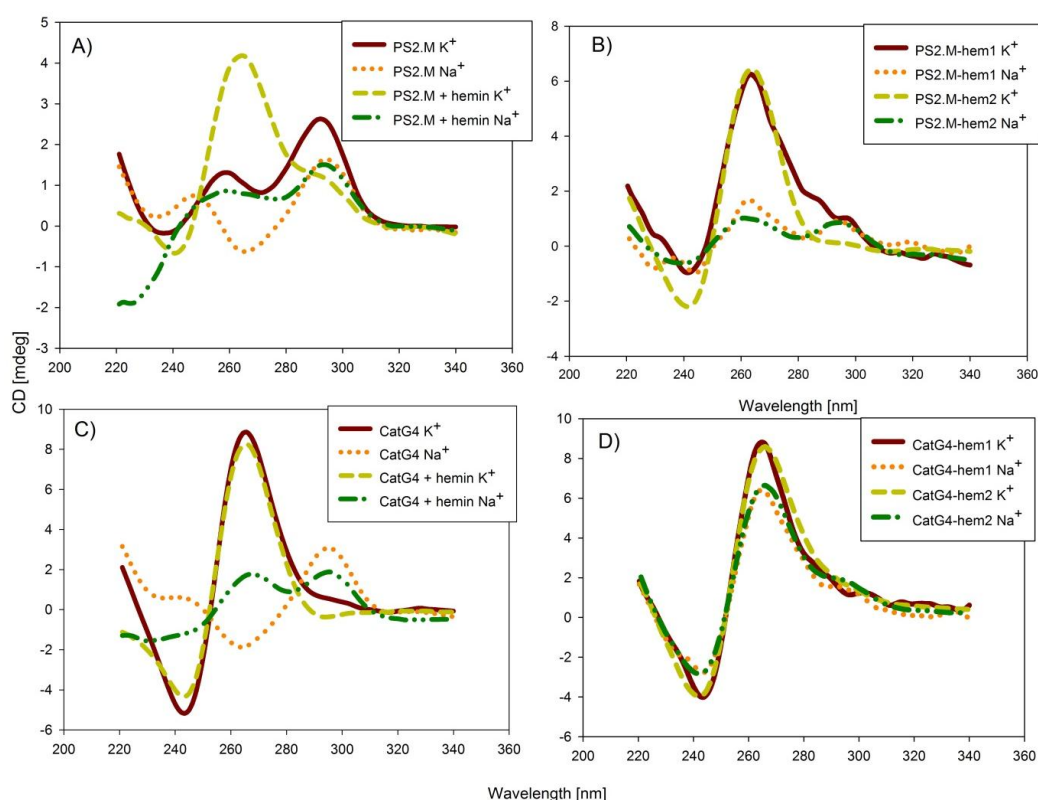 A)
PS2.M K⁺
PS2.M Na⁺
PS2.M + hemin K⁺
PS2.M + hemin Na⁺
5
4
3
2
1
0
-1
-2
-3
200 220 240 260 280 300 320 340 360
B)
PS2.M-hem1 K⁺
PS2.M-hem1 Na⁺
PS2.M-hem2 K⁺
PS2.M-hem2 Na⁺
8
6
4
2
0
-2
-4
200 220 240 260 280 300 320 340 360
Wavelength [nm]
CD [mdeg]
C)
CatG4 K⁺
CatG4 Na⁺
CatG4 + hemin K⁺
CatG4 + hemin Na⁺
10
8
6
4
2
0
-2
-4
-6
200 220 240 260 280 300 320 340 360
D)
CatG4-hem1 K⁺
CatG4-hem1 Na⁺
CatG4-hem2 K⁺
CatG4-hem2 Na⁺
10
8
6
4
2
0
-2
-4
-6
200 220 240 260 280 300 320 340 360
Wavelength [nm]